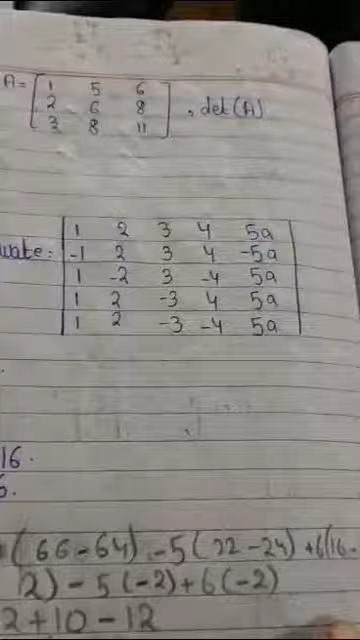 A = [ 1 5 6
2 6 8
3 8 11 ] , det(A)
uate : | 1 2 3 4 5a |
| -1 2 3 4 -5a |
| 1 -2 3 -4 5a |
| 1 2 -3 4 5a |
| 1 2 -3 -4 5a |
16.
(66-64) -5(22-24) +6(16-
2) -5(-2) +6(-2)
2+10-12